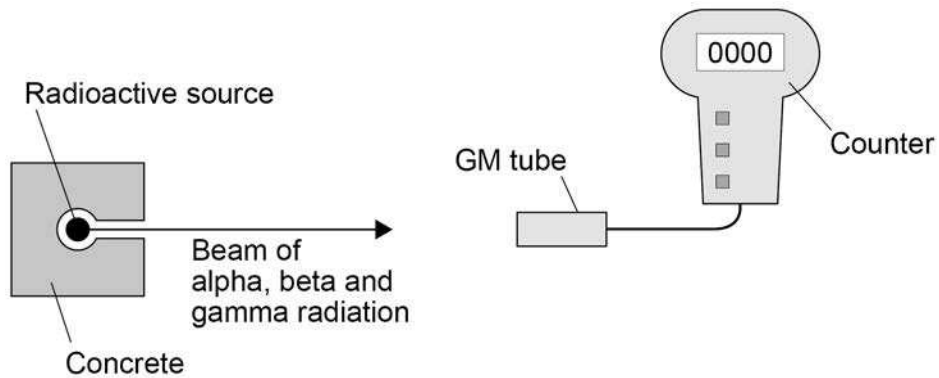 0000
Radioactive source
Counter
GM tube
Beam of
alpha, beta and
gamma radiation
Concrete